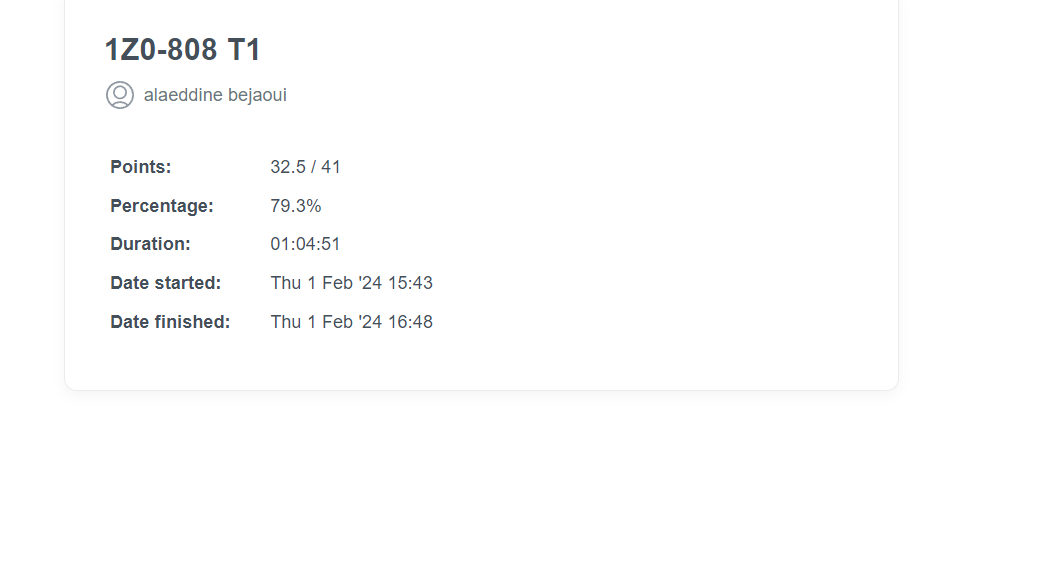 1Z0-808 T1
alaeddine bejaoui
Points: 32.5 / 41
Percentage: 79.3%
Duration: 01:04:51
Date started: Thu 1 Feb '24 15:43
Date finished: Thu 1 Feb '24 16:48